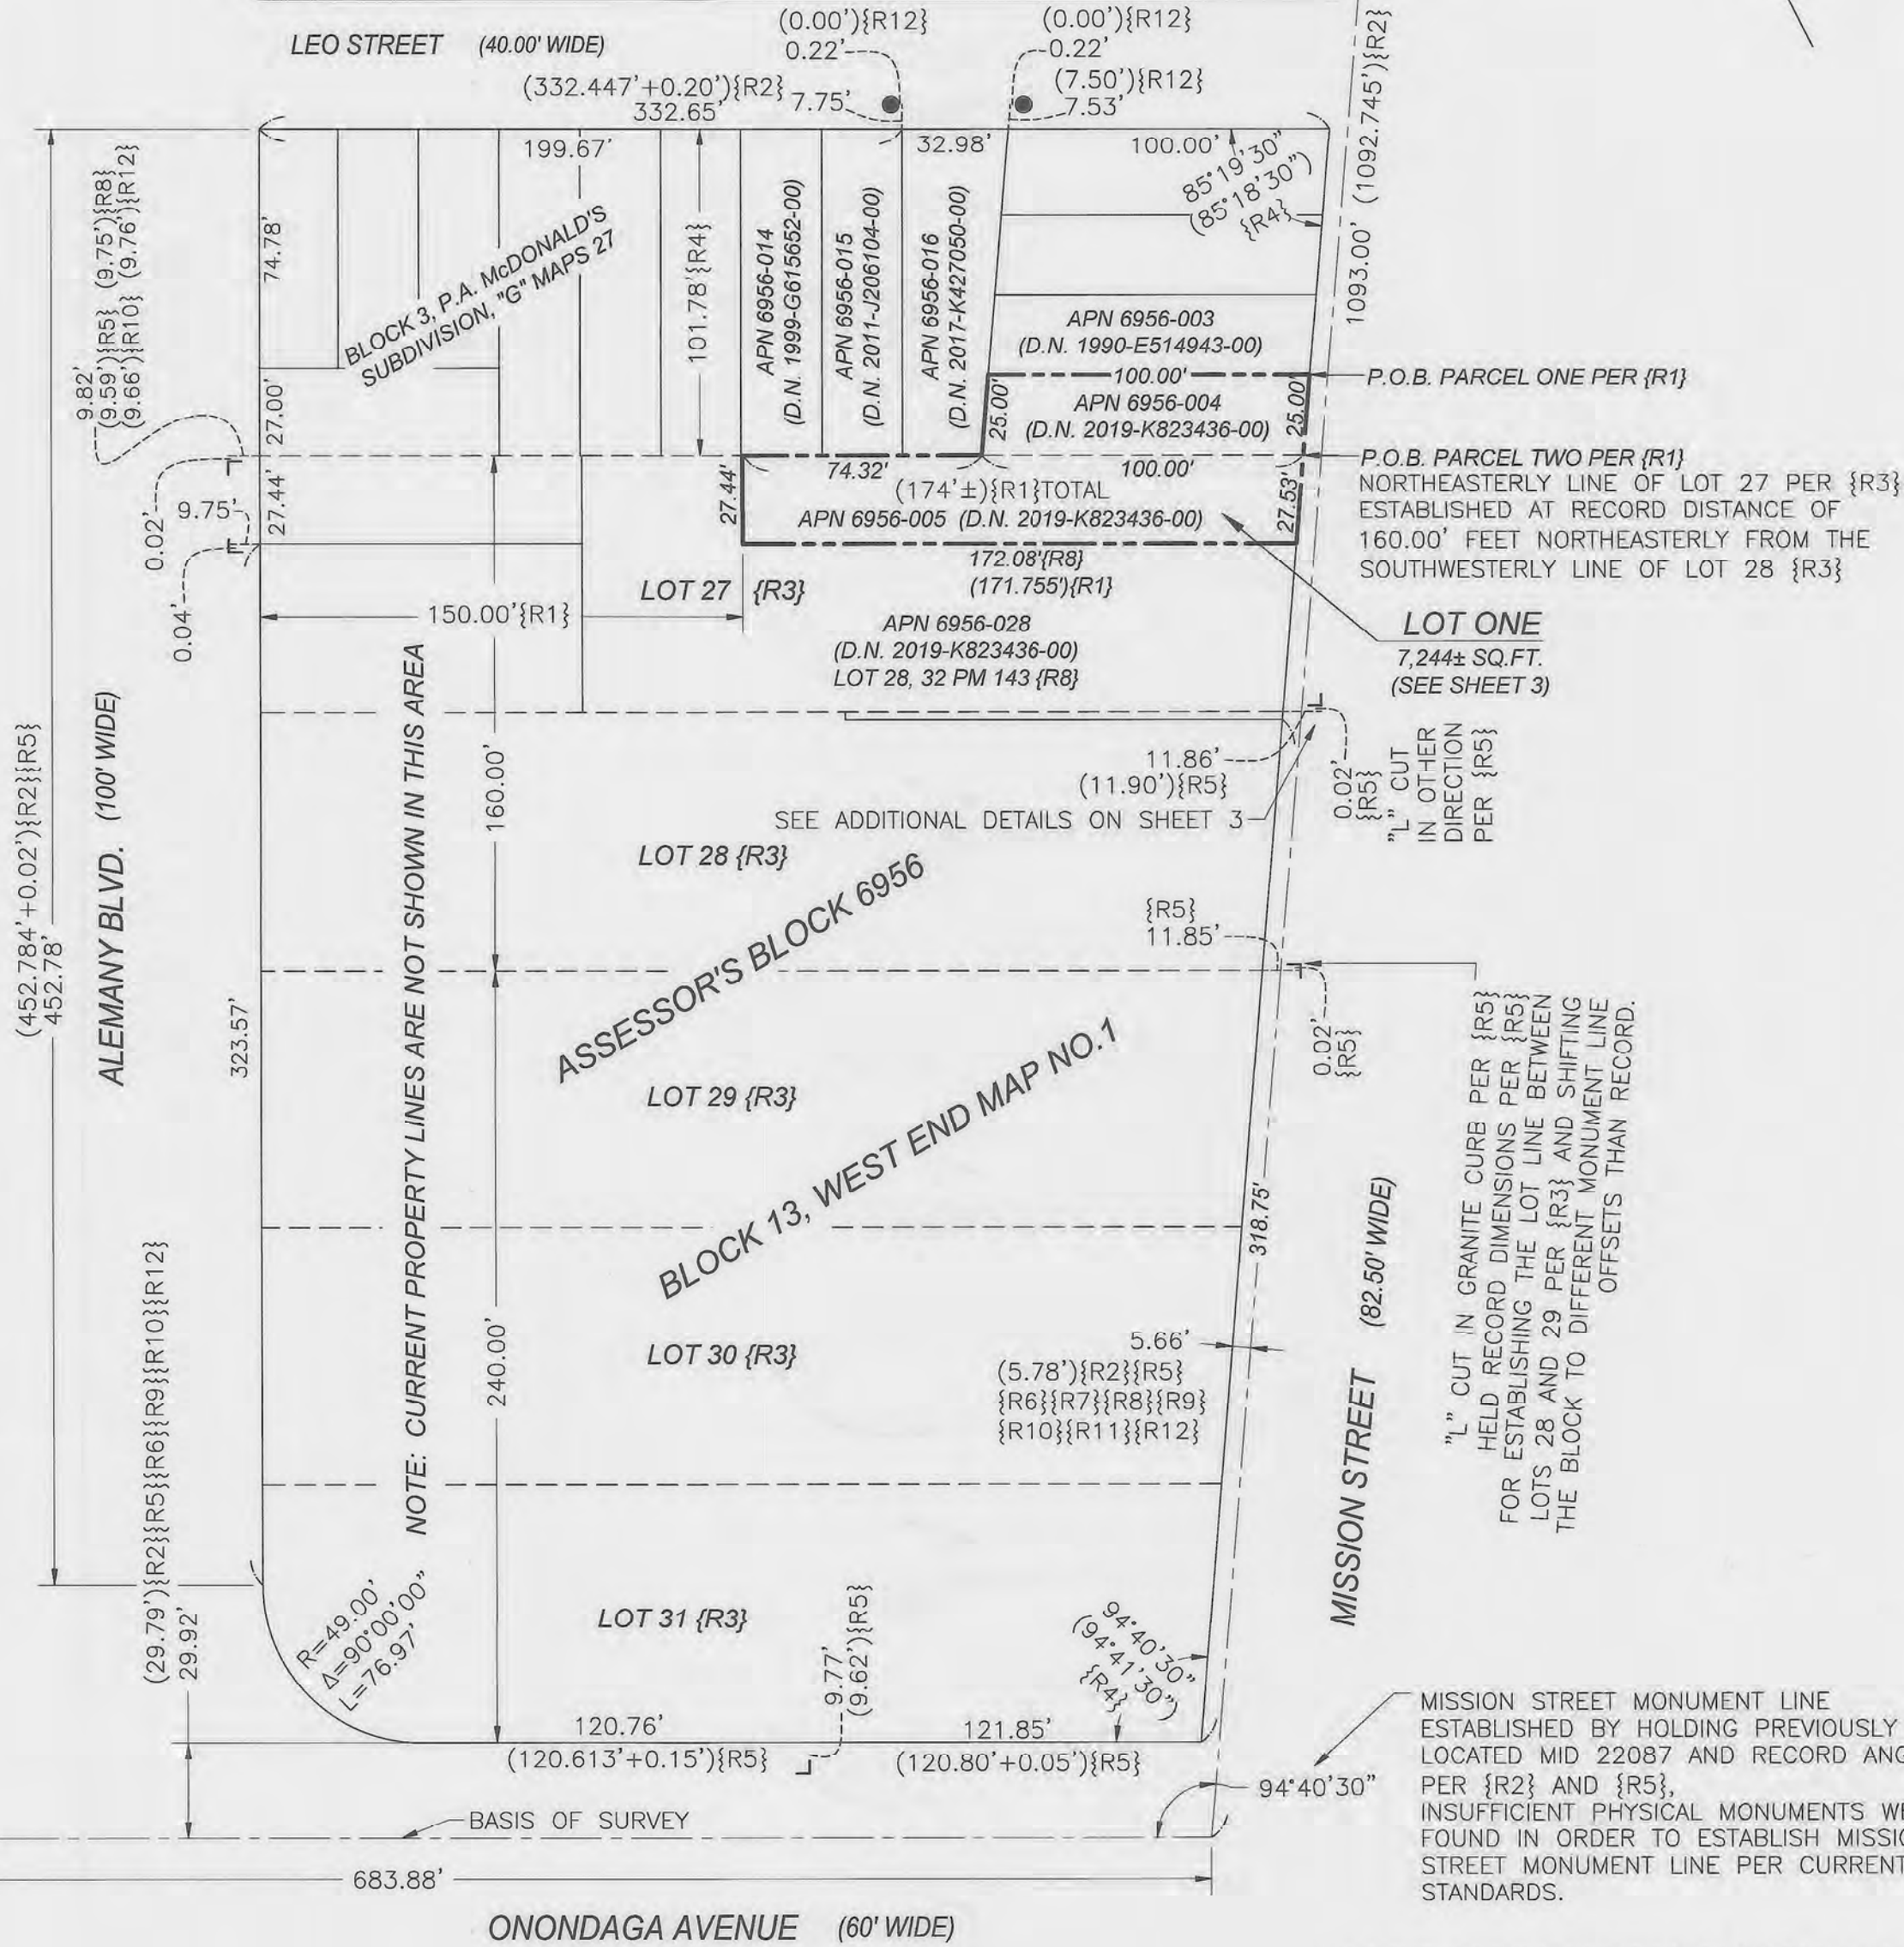 LEO STREET (40.00' WIDE)
(0.00'){R12}
0.22'
(0.00'){R12}
0.22'
(332.447'+0.20'){R2}
332.65'
7.75'
(7.50'){R12}
7.53'
1093.00' (1092.745'){R2}
199.67'
32.98'
100.00'
85°19'30"
(85°18'30")
{R4}
74.78'
101.78'{R4}
BLOCK 3, P.A. McDONALD'S
SUBDIVISION, "G" MAPS 27
APN 6956-014
(D.N. 1999-G615652-00)
APN 6956-015
(D.N. 2011-J206104-00)
APN 6956-016
(D.N. 2017-K427050-00)
APN 6956-003
(D.N. 1990-E514943-00)
100.00'
P.O.B. PARCEL ONE PER {R1}
APN 6956-004
(D.N. 2019-K823436-00)
25.00'
25.00'
9.82'
(9.59'){R5} (9.75'){R8}
(9.66'){R10} (9.76'){R12}
27.00'
27.44'
0.02'
9.75'
0.04'
27.44'
74.32'
100.00'
(174'±){R1}TOTAL
APN 6956-005 (D.N. 2019-K823436-00)
27.53'
172.08'{R8}
(171.755'){R1}
P.O.B. PARCEL TWO PER {R1}
NORTHEASTERLY LINE OF LOT 27 PER {R3}
ESTABLISHED AT RECORD DISTANCE OF
160.00' FEET NORTHEASTERLY FROM THE
SOUTHWESTERLY LINE OF LOT 28 {R3}
LOT 27 {R3}
150.00'{R1}
APN 6956-028
(D.N. 2019-K823436-00)
LOT 28, 32 PM 143 {R8}
LOT ONE
7,244± SQ.FT.
(SEE SHEET 3)
11.86'
(11.90'){R5}
SEE ADDITIONAL DETAILS ON SHEET 3
0.02'
{R5}
"L" CUT
IN OTHER
DIRECTION
PER {R5}
(452.784'+0.02'){R2}{R5}
452.78'
ALEMANY BLVD. (100' WIDE)
323.57'
NOTE: CURRENT PROPERTY LINES ARE NOT SHOWN IN THIS AREA
160.00'
LOT 28 {R3}
ASSESSOR'S BLOCK 6956
{R5}
11.85'
0.02'
{R5}
LOT 29 {R3}
BLOCK 13, WEST END MAP NO.1
318.75'
"L" CUT IN GRANITE CURB PER {R5}
HELD RECORD DIMENSIONS PER {R5}
FOR ESTABLISHING THE LOT LINE BETWEEN
LOTS 28 AND 29 PER {R3} AND SHIFTING
THE BLOCK TO DIFFERENT MONUMENT LINE
OFFSETS THAN RECORD.
240.00'
LOT 30 {R3}
5.66'
(5.78'){R2}{R5}
{R6}{R7}{R8}{R9}
{R10}{R11}{R12}
MISSION STREET (82.50' WIDE)
(29.79'){R2}{R5}{R6}{R9}{R10}{R12}
29.92'
R=49.00'
Δ=90°00'00"
L=76.97'
LOT 31 {R3}
9.77'
(9.62'){R5}
94°40'30"
(94°41'30")
{R4}
120.76'
(120.613'+0.15'){R5}
121.85'
(120.80'+0.05'){R5}
94°40'30"
MISSION STREET MONUMENT LINE
ESTABLISHED BY HOLDING PREVIOUSLY
LOCATED MID 22087 AND RECORD ANG
PER {R2} AND {R5},
INSUFFICIENT PHYSICAL MONUMENTS WE
FOUND IN ORDER TO ESTABLISH MISSIO
STREET MONUMENT LINE PER CURRENT
STANDARDS.
BASIS OF SURVEY
683.88'
ONONDAGA AVENUE (60' WIDE)